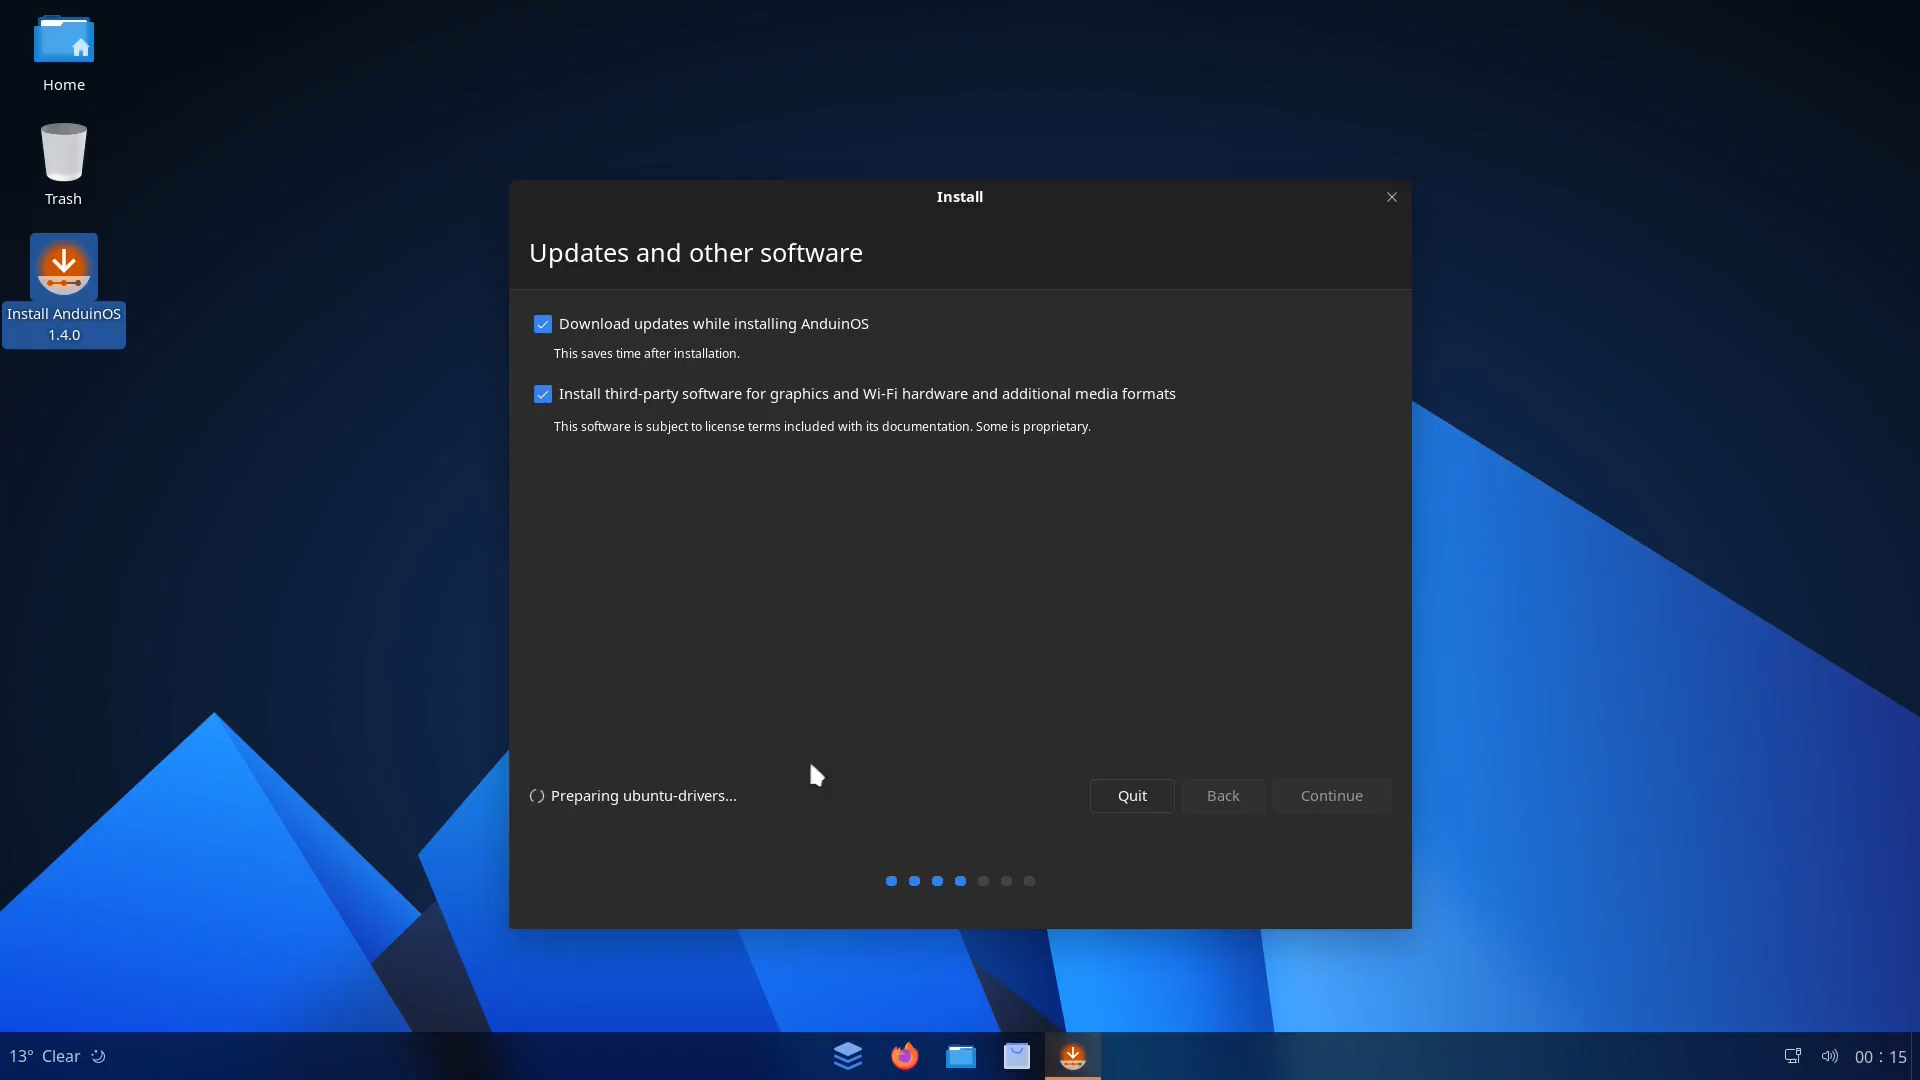 Home
Trash
Install AnduinOS
1.4.0
Install
Updates and other software
Download updates while installing AnduinOS
This saves time after installation.
Install third-party software for graphics and Wi-Fi hardware and additional media formats
This software is subject to license terms included with its documentation. Some is proprietary.
Preparing ubuntu-drivers...
Quit
Back
Continue
13° Clear
00 : 15